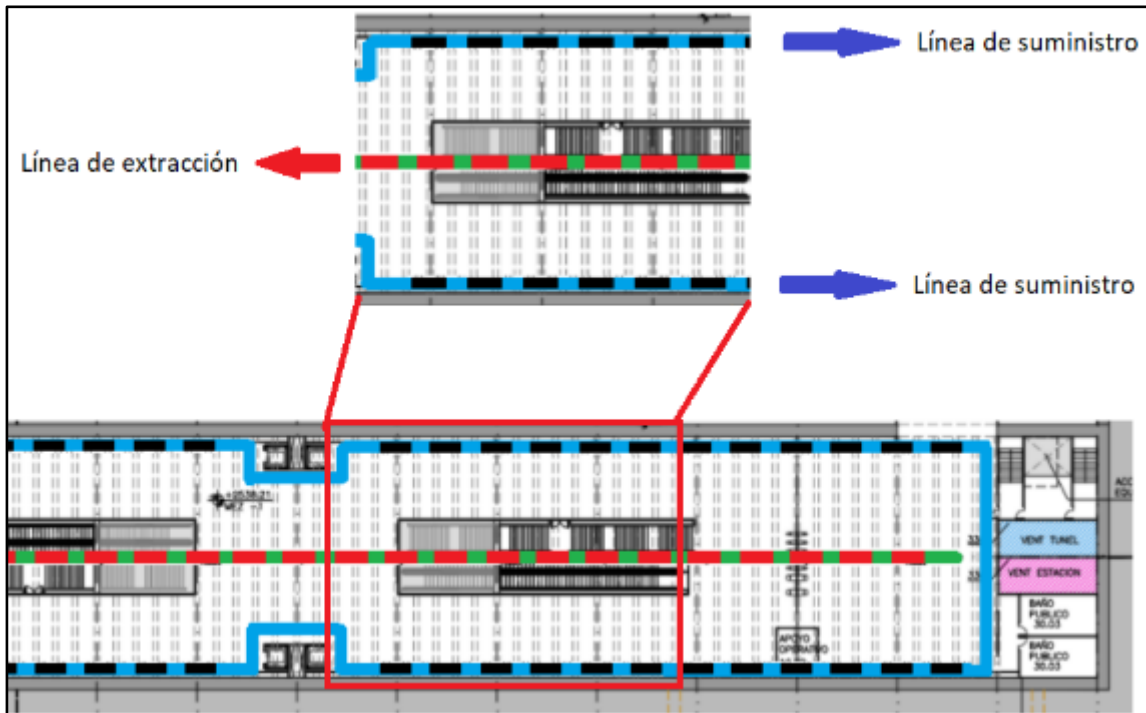 Línea de suministro
Línea de extracción
Línea de suministro
VENT TUNEL
VENT ESTACION
BAÑO
PUBLICO
30.03
BAÑO
PUBLICO
30.03
APOYO
OPERATIVO